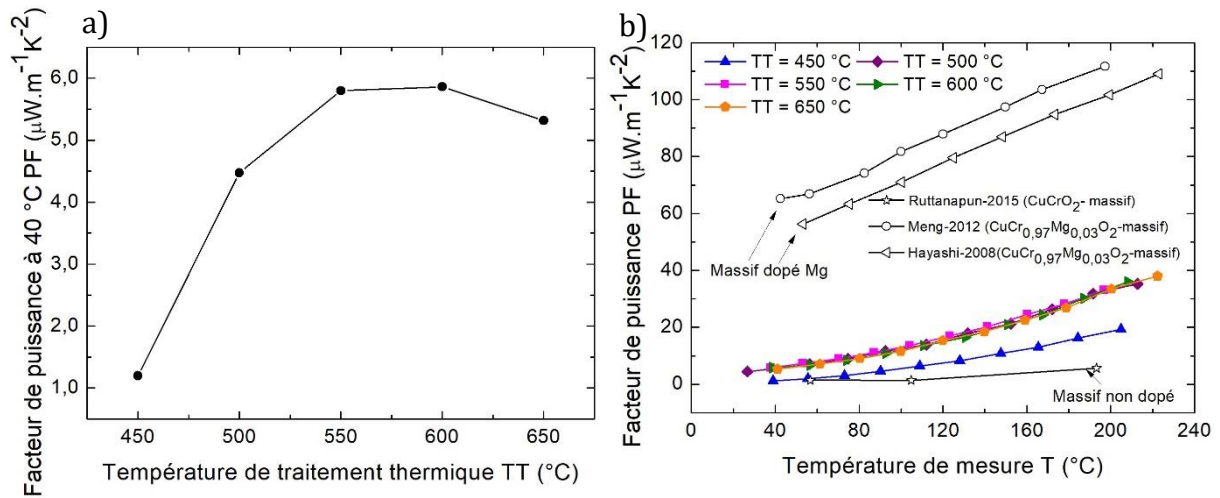 a)
Facteur de puissance à 40 °C PF (µW.m⁻¹K⁻²)
6,0
5,0
4,0
3,0
2,0
1,0
450 500 550 600 650
Température de traitement thermique TT (°C)
b)
Facteur de puissance PF (µW.m⁻¹K⁻²)
120
100
80
60
40
20
0
TT = 450 °C TT = 500 °C
TT = 550 °C TT = 600 °C
TT = 650 °C
Ruttanapun-2015 (CuCrO₂- massif)
Meng-2012 (CuCr₀,₉₇Mg₀,₀₃O₂-massif)
Hayashi-2008(CuCr₀,₉₇Mg₀,₀₃O₂-massif)
Massif dopé Mg
Massif non dopé
0 40 80 120 160 200 240
Température de mesure T (°C)